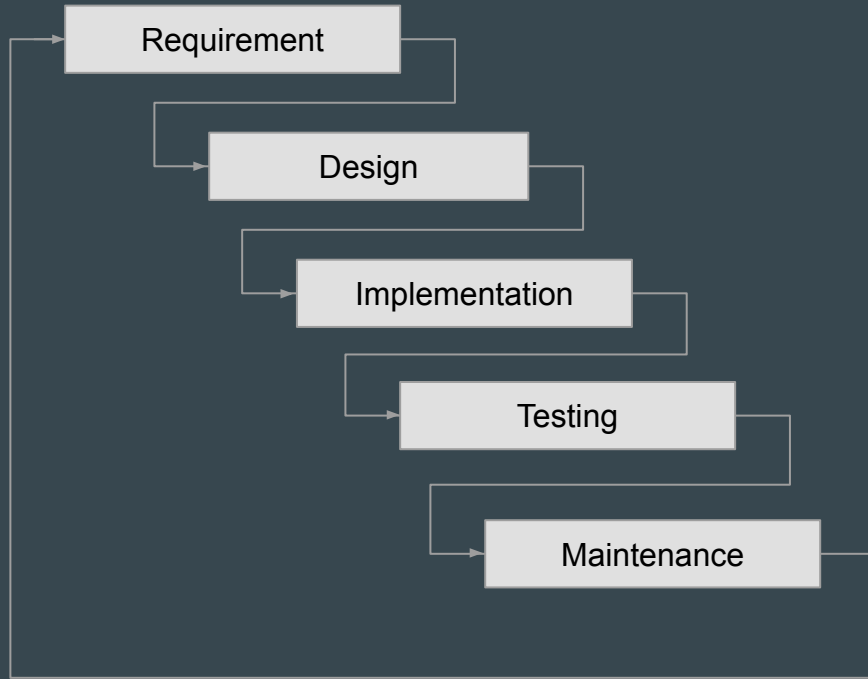 Requirement
Design
Implementation
Testing
Maintenance